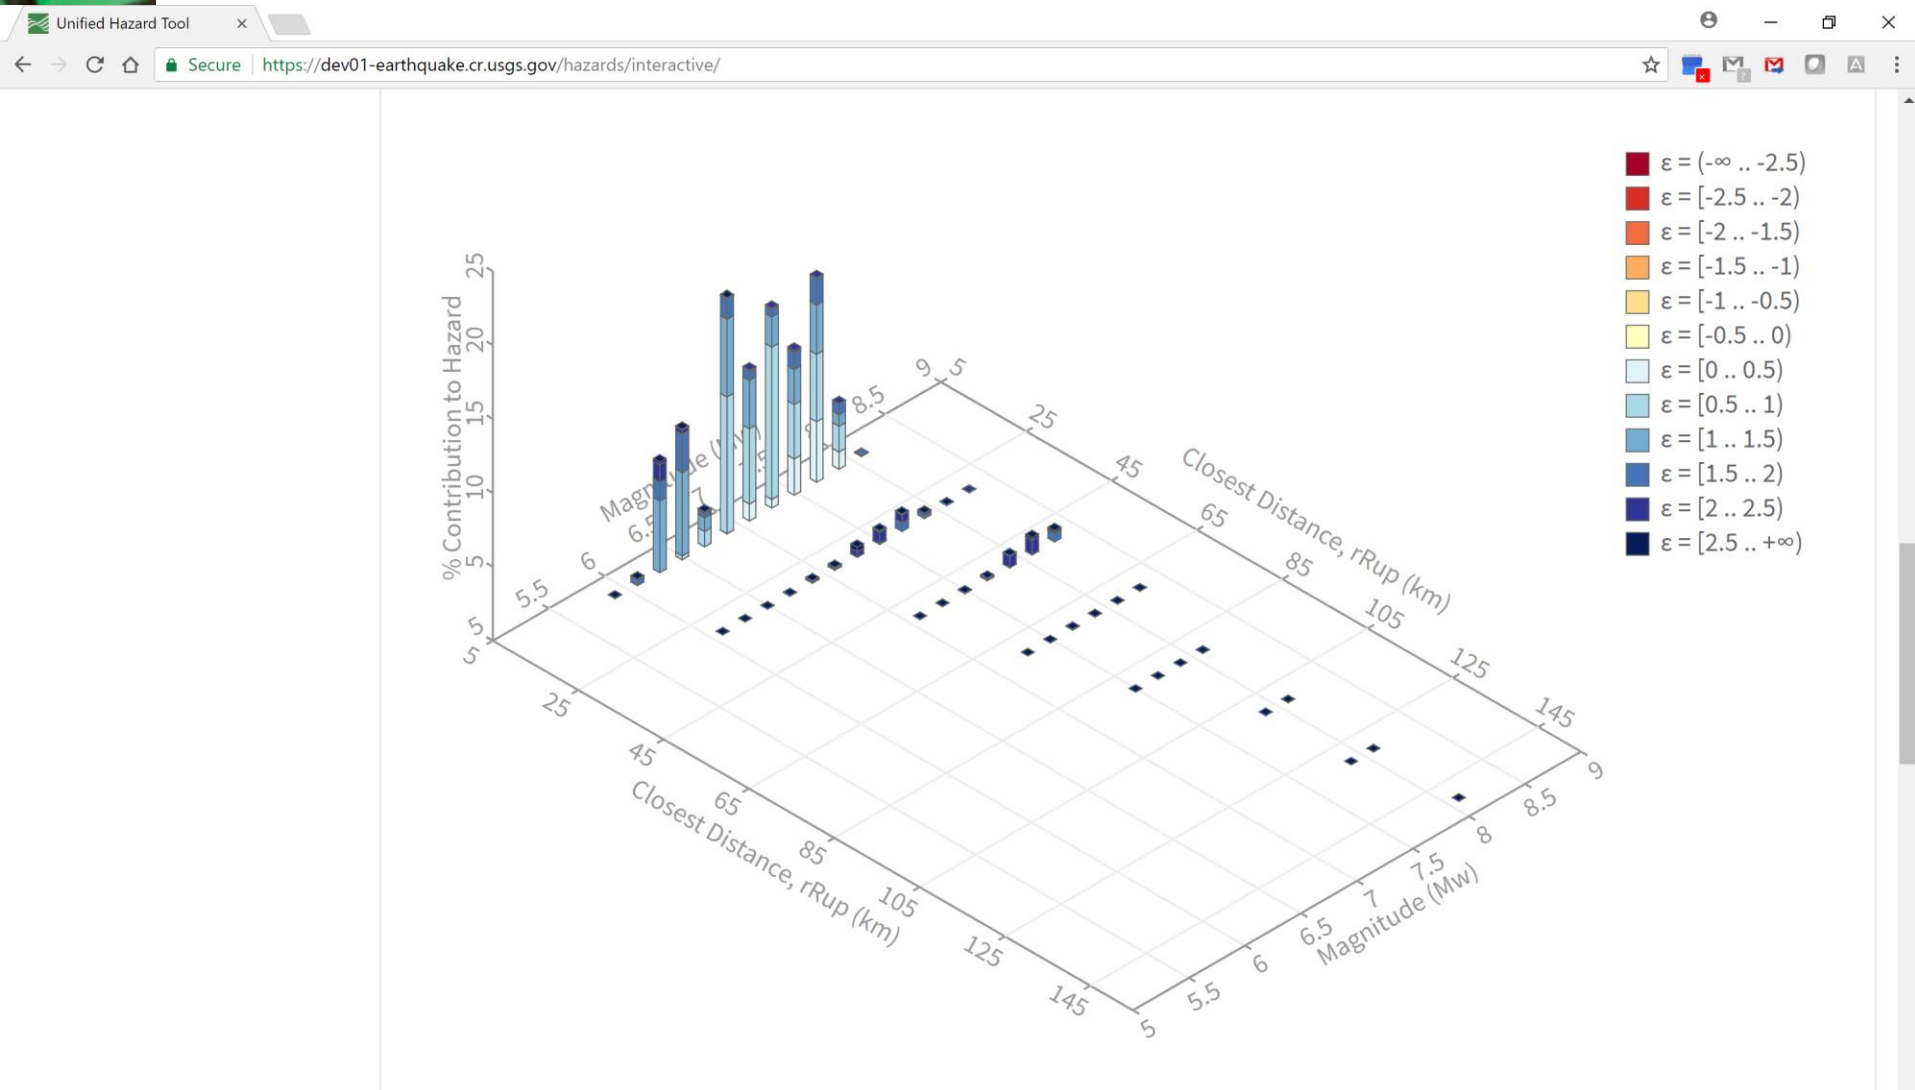 Unified Hazard Tool
Secure https://dev01-earthquake.cr.usgs.gov/hazards/interactive/
ε = (-∞ .. -2.5)
ε = [-2.5 .. -2)
ε = [-2 .. -1.5)
ε = [-1.5 .. -1)
ε = [-1 .. -0.5)
ε = [-0.5 .. 0)
ε = [0 .. 0.5)
ε = [0.5 .. 1)
ε = [1 .. 1.5)
ε = [1.5 .. 2)
ε = [2 .. 2.5)
ε = [2.5 .. +∞)
% Contribution to Hazard
25
20
15
10
5
5
5
5.5
6
6.5
7
8.5
9
5
25
45
65
85
105
125
145
9
Closest Distance, rRup (km)
25
45
65
85
105
125
145
5
Closest Distance, rRup (km)
5.5
6
6.5
7
7.5
8
8.5
Magnitude (Mw)